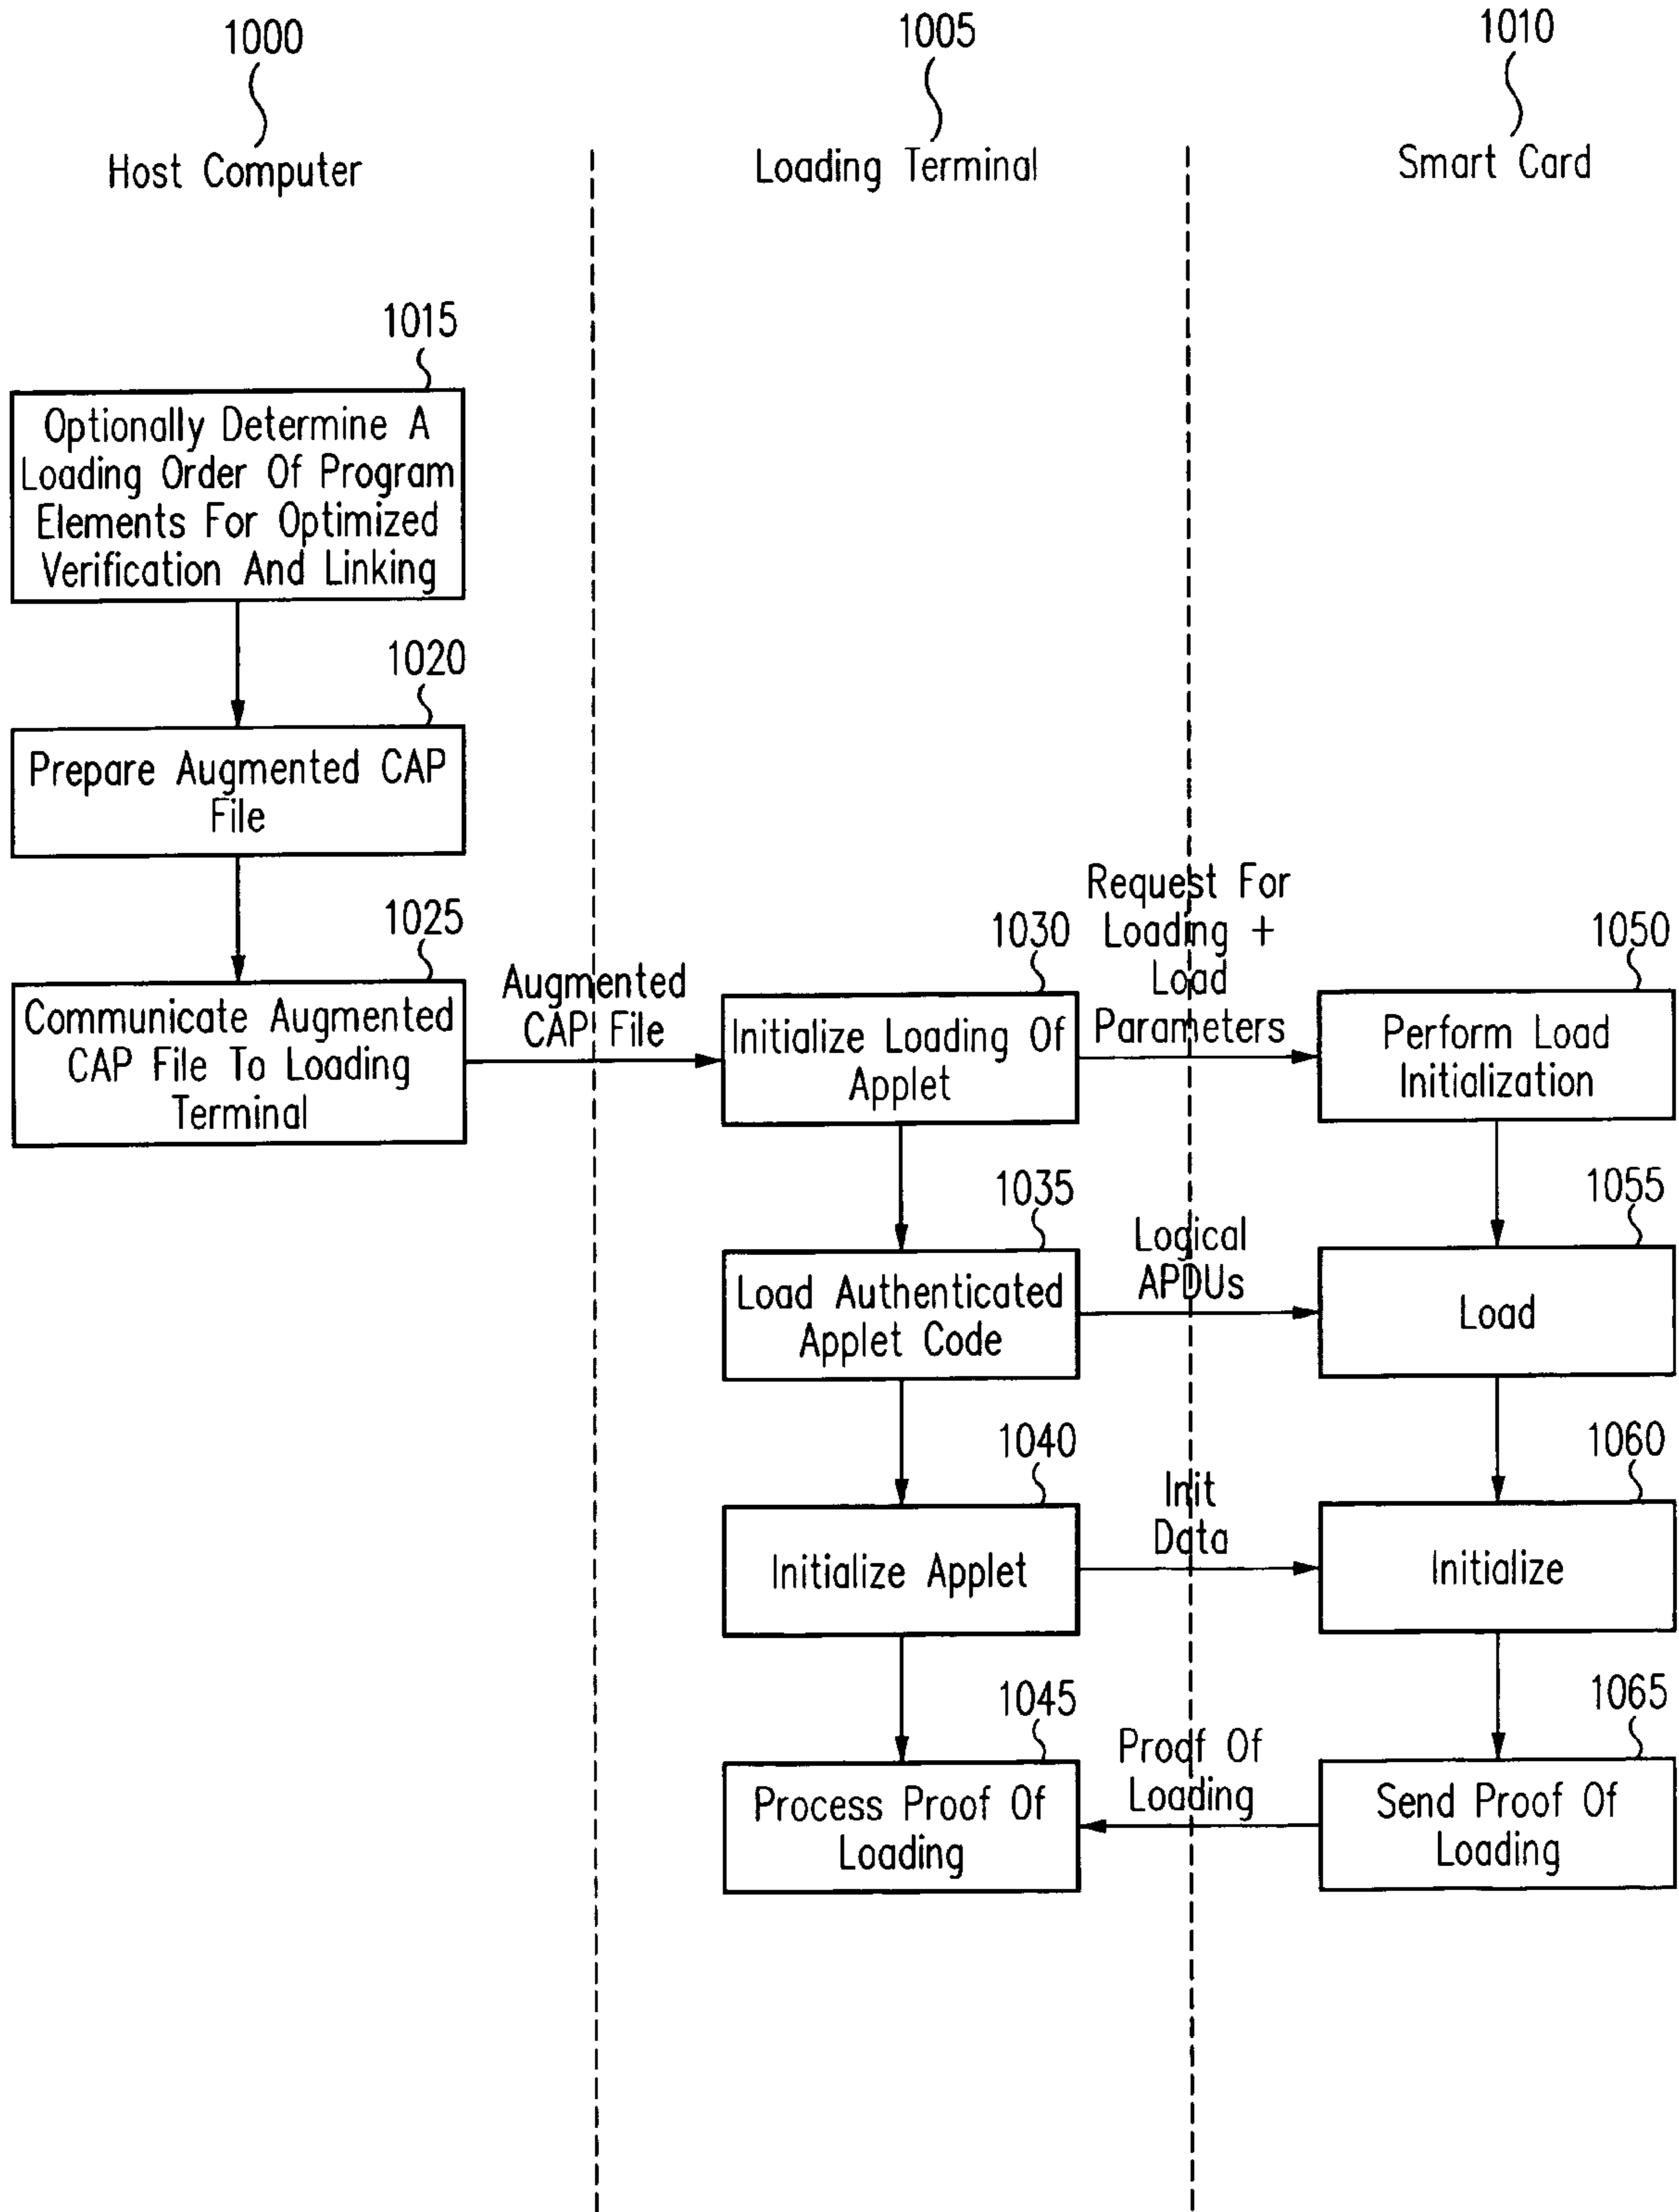 1000
1005
1010
Host Computer
Loading Terminal
Smart Card
1015
Optionally Determine A
Loading Order Of Program
Elements For Optimized
Verification And Linking
1020
Prepare Augmented CAP
File
1025
Communicate Augmented
CAP File To Loading
Terminal
Augmented
CAP File
1030
Initialize Loading Of
Applet
Request For
Loading +
Load
Parameters
1050
Perform Load
Initialization
1035
Load Authenticated
Applet Code
Logical
APDUs
1055
Load
1040
Initialize Applet
Init
Data
1060
Initialize
1045
Process Proof Of
Loading
Proof Of
Loading
1065
Send Proof Of
Loading